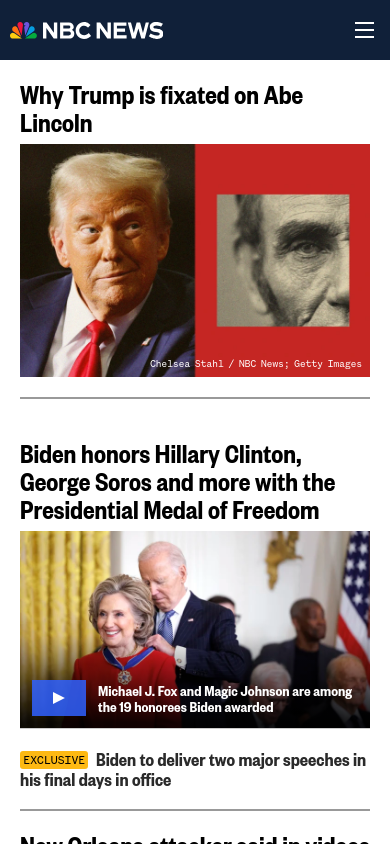 NBC NEWS
Why Trump is fixated on Abe
Lincoln
Chelsea Stahl / NBC News; Getty Images
Biden honors Hillary Clinton,
George Soros and more with the
Presidential Medal of Freedom
Michael J. Fox and Magic Johnson are among
the 19 honorees Biden awarded
EXCLUSIVE Biden to deliver two major speeches in
his final days in office
New Orleans attacker said in videos